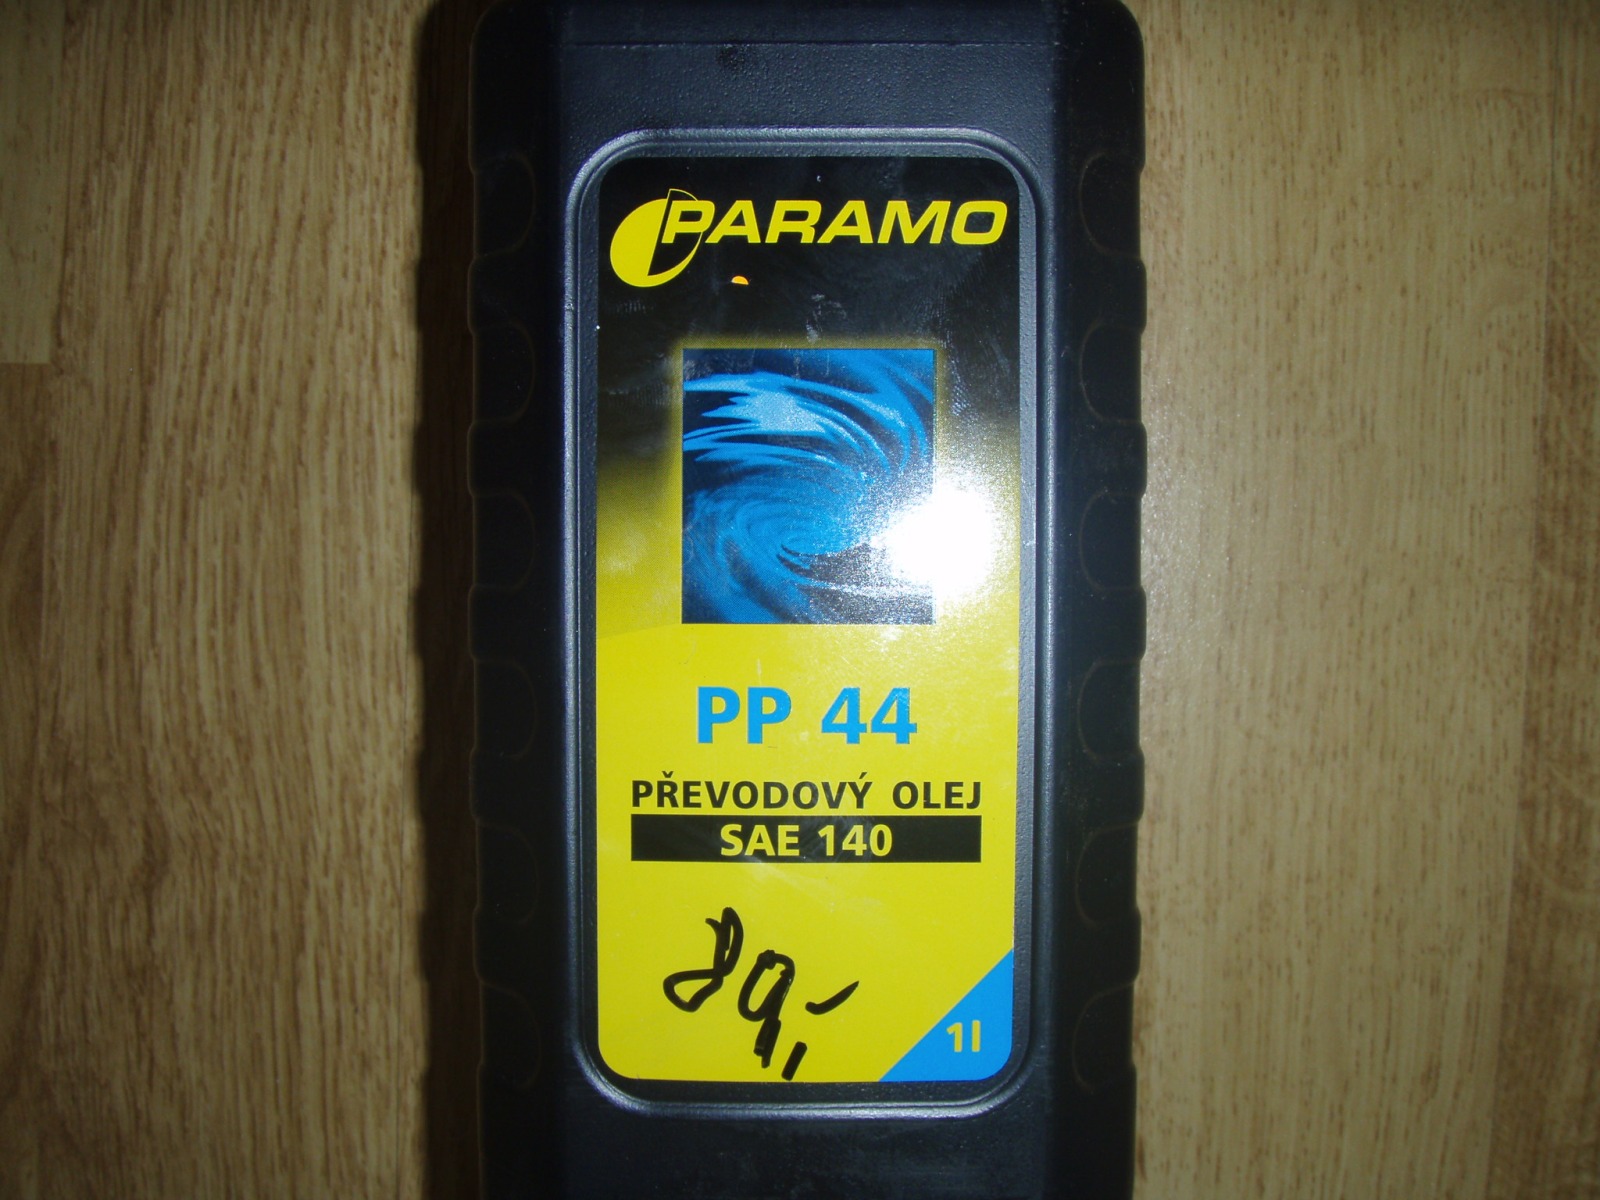 PARAMO
PP 44
PŘEVODOVÝ OLEJ
SAE 140
89,-
1l